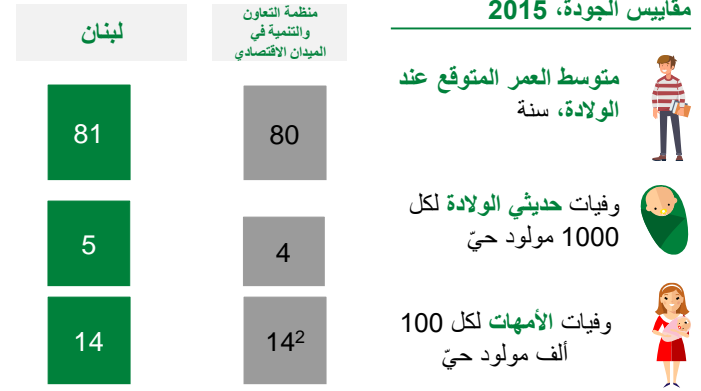 مقاييس الجودة، 2015
منظمة التعاون
والتنمية في
الميدان الاقتصادي
لبنان
متوسط العمر المتوقع عند
الولادة، سنة
80
81
وفيات حديثي الولادة لكل
1000 مولود حيّ
4
5
وفيات الأمهات لكل 100
ألف مولود حيّ
14²
14